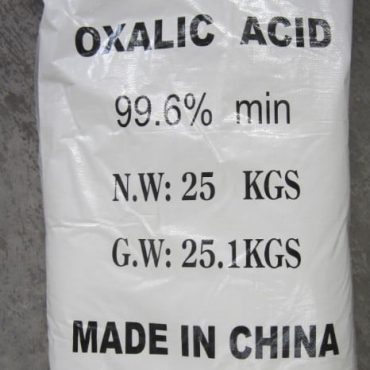 OXALIC ACID
99.6% min
N.W: 25 KGS
G.W: 25.1KGS
MADE IN CHINA